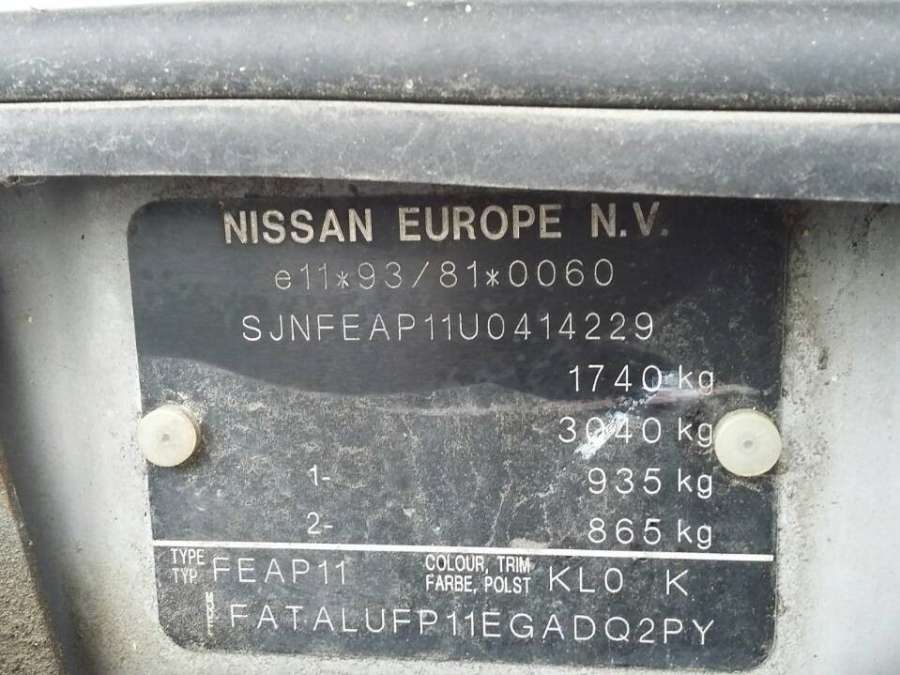 NISSAN EUROPE N.V.
e11*93/81*0060
SJNFEAP11U0414229
1740 kg
3040 kg
1- 935 kg
2- 865 kg
TYPE
TYP. FEAP11
COLOUR, TRIM
FARBE, POLST KL0 K
MODEL FATALUFP11EGADQ2PY